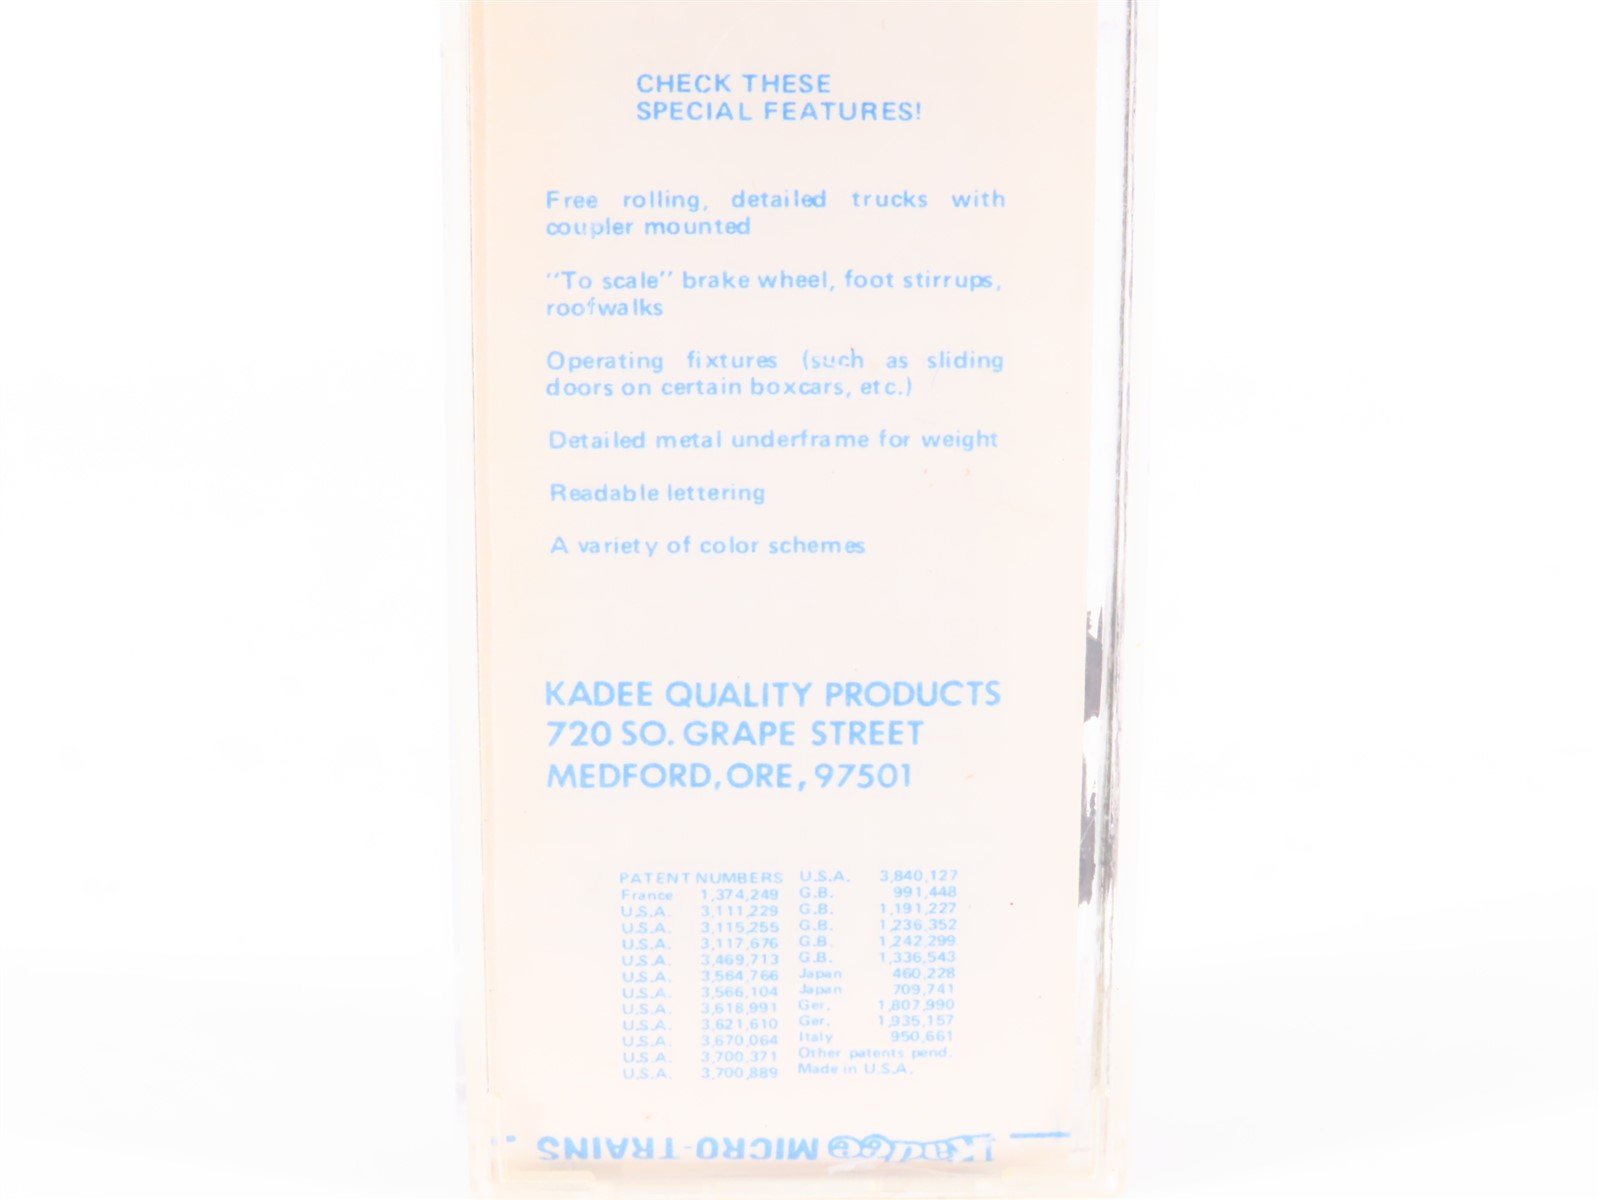 CHECK THESE
SPECIAL FEATURES!
Free rolling, detailed trucks with
coupler mounted
"To scale" brake wheel, foot stirrups,
roofwalks
Operating fixtures (such as sliding
doors on certain boxcars, etc.)
Detailed metal underframe for weight
Readable lettering
A variety of color schemes
KADEE QUALITY PRODUCTS
720 SO. GRAPE STREET
MEDFORD, ORE, 97501
PATENT NUMBERS
France 1,374,249
U.S.A. 3,111,229
U.S.A. 3,115,255
U.S.A. 3,117,676
U.S.A. 3,469,713
U.S.A. 3,564,766
U.S.A. 3,566,104
U.S.A. 3,618,991
U.S.A. 3,621,610
U.S.A. 3,670,064
U.S.A. 3,700,371
U.S.A. 3,700,889
U.S.A. 3,840,127
G.B. 991,448
G.B. 1,191,227
G.B. 1,236,352
G.B. 1,242,299
G.B. 1,336,543
Japan 460,228
Japan 709,741
Ger. 1,807,990
Ger. 1,935,157
Italy 950,661
Other patents pend.
Made in U.S.A.
Kadee MICRO-TRAINS